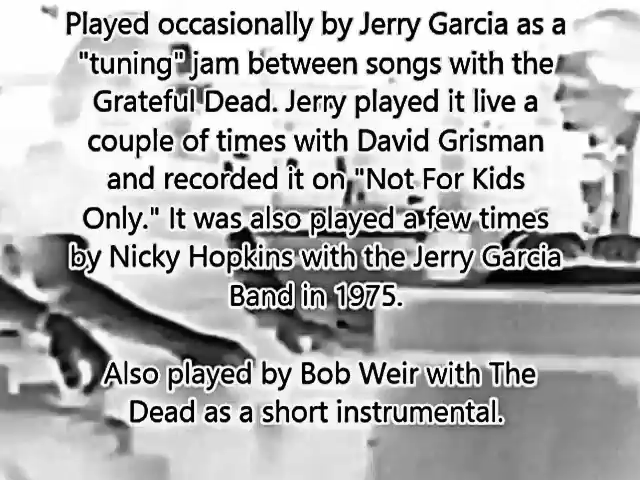 Played occasionally by Jerry Garcia as a
"tuning" jam between songs with the
Grateful Dead. Jerry played it live a
couple of times with David Grisman
and recorded it on "Not For Kids
Only." It was also played a few times
by Nicky Hopkins with the Jerry Garcia
Band in 1975.
Also played by Bob Weir with The
Dead as a short instrumental.